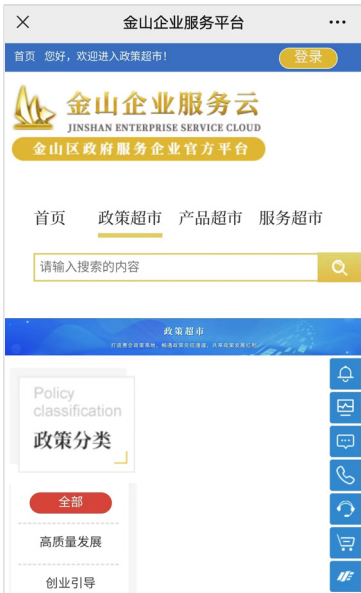 金山企业服务平台
首页 您好，欢迎进入政策超市！
登录
金山企业服务云
JINSHAN ENTERPRISE SERVICE CLOUD
金山区政府服务企业官方平台
首页 政策超市 产品超市 服务超市
请输入搜索的内容
政策超市
Policy
classification
政策分类
全部
高质量发展
创业引导